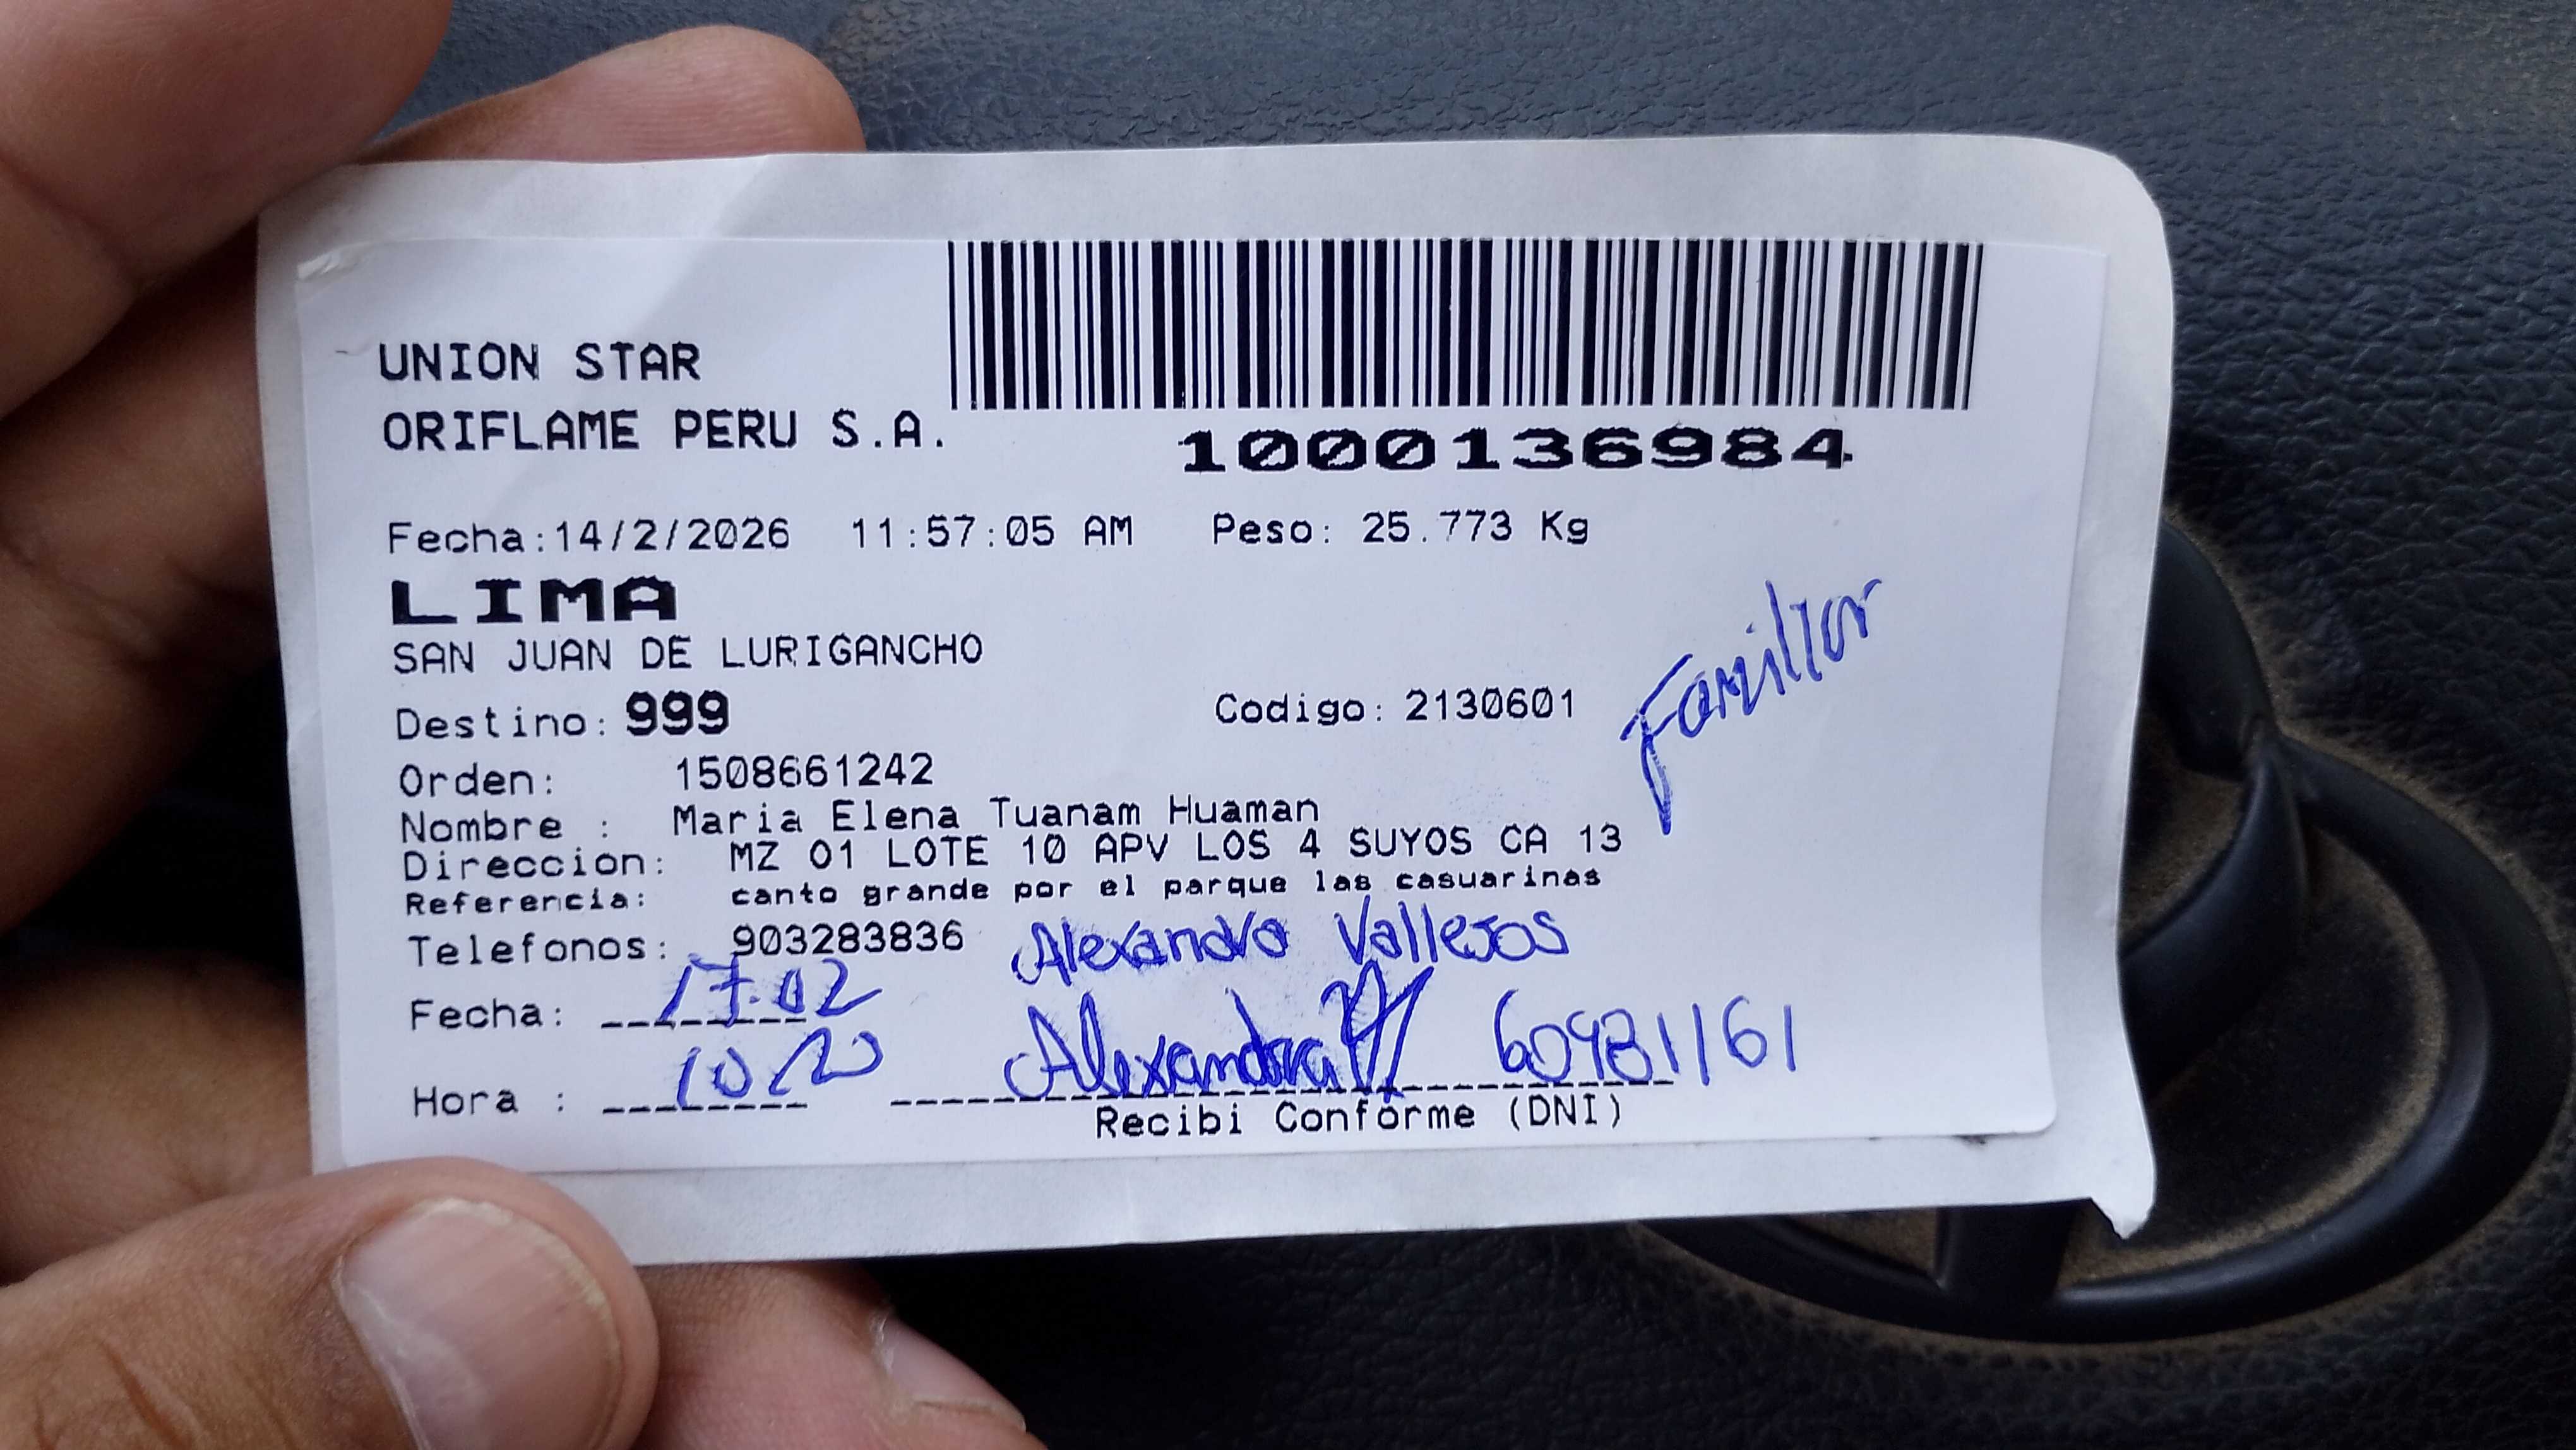 UNION STAR
ORIFLAME PERU S.A.
1000136984
Fecha:14/2/2026 11:57:05 AM Peso: 25.773 Kg
LIMA
SAN JUAN DE LURIGANCHO
Destino: 999 Codigo: 2130601
Familiar
Orden: 1508661242
Nombre : Maria Elena Tuanam Huaman
Direccion: MZ O1 LOTE 10 APV LOS 4 SUYOS CA 13
Referencia: canto grande por el parque las casuarinas
Telefonos: 903283836 Alexandra Vallejos
Fecha: 17.02
Hora : 10 20 Alexandra 60981161
Recibi Conforme (DNI)